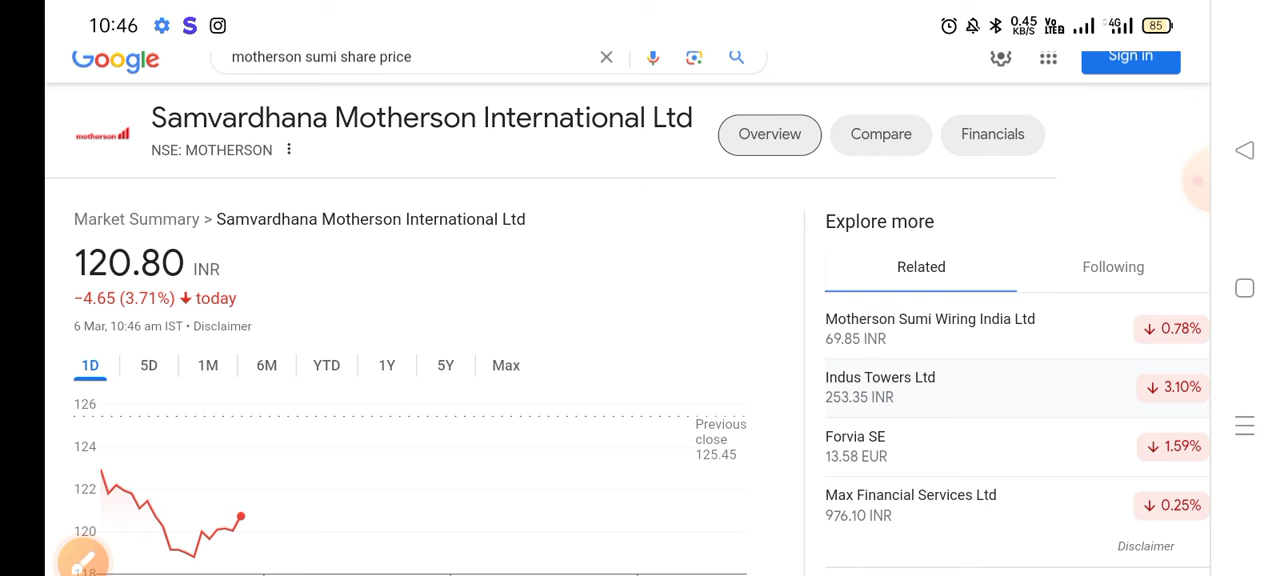 10:46
0.45 KB/S
Vo LTE2
4G
85
Google
motherson sumi share price
Sign in
motherson
Samvardhana Motherson International Ltd
NSE: MOTHERSON
Overview
Compare
Financials
Market Summary > Samvardhana Motherson International Ltd
120.80 INR
−4.65 (3.71%) today
6 Mar, 10:46 am IST • Disclaimer
1D 5D 1M 6M YTD 1Y 5Y Max
126
124
122
120
118
Previous
close
125.45
Explore more
Related
Following
Motherson Sumi Wiring India Ltd
69.85 INR
0.78%
Indus Towers Ltd
253.35 INR
3.10%
Forvia SE
13.58 EUR
1.59%
Max Financial Services Ltd
976.10 INR
0.25%
Disclaimer